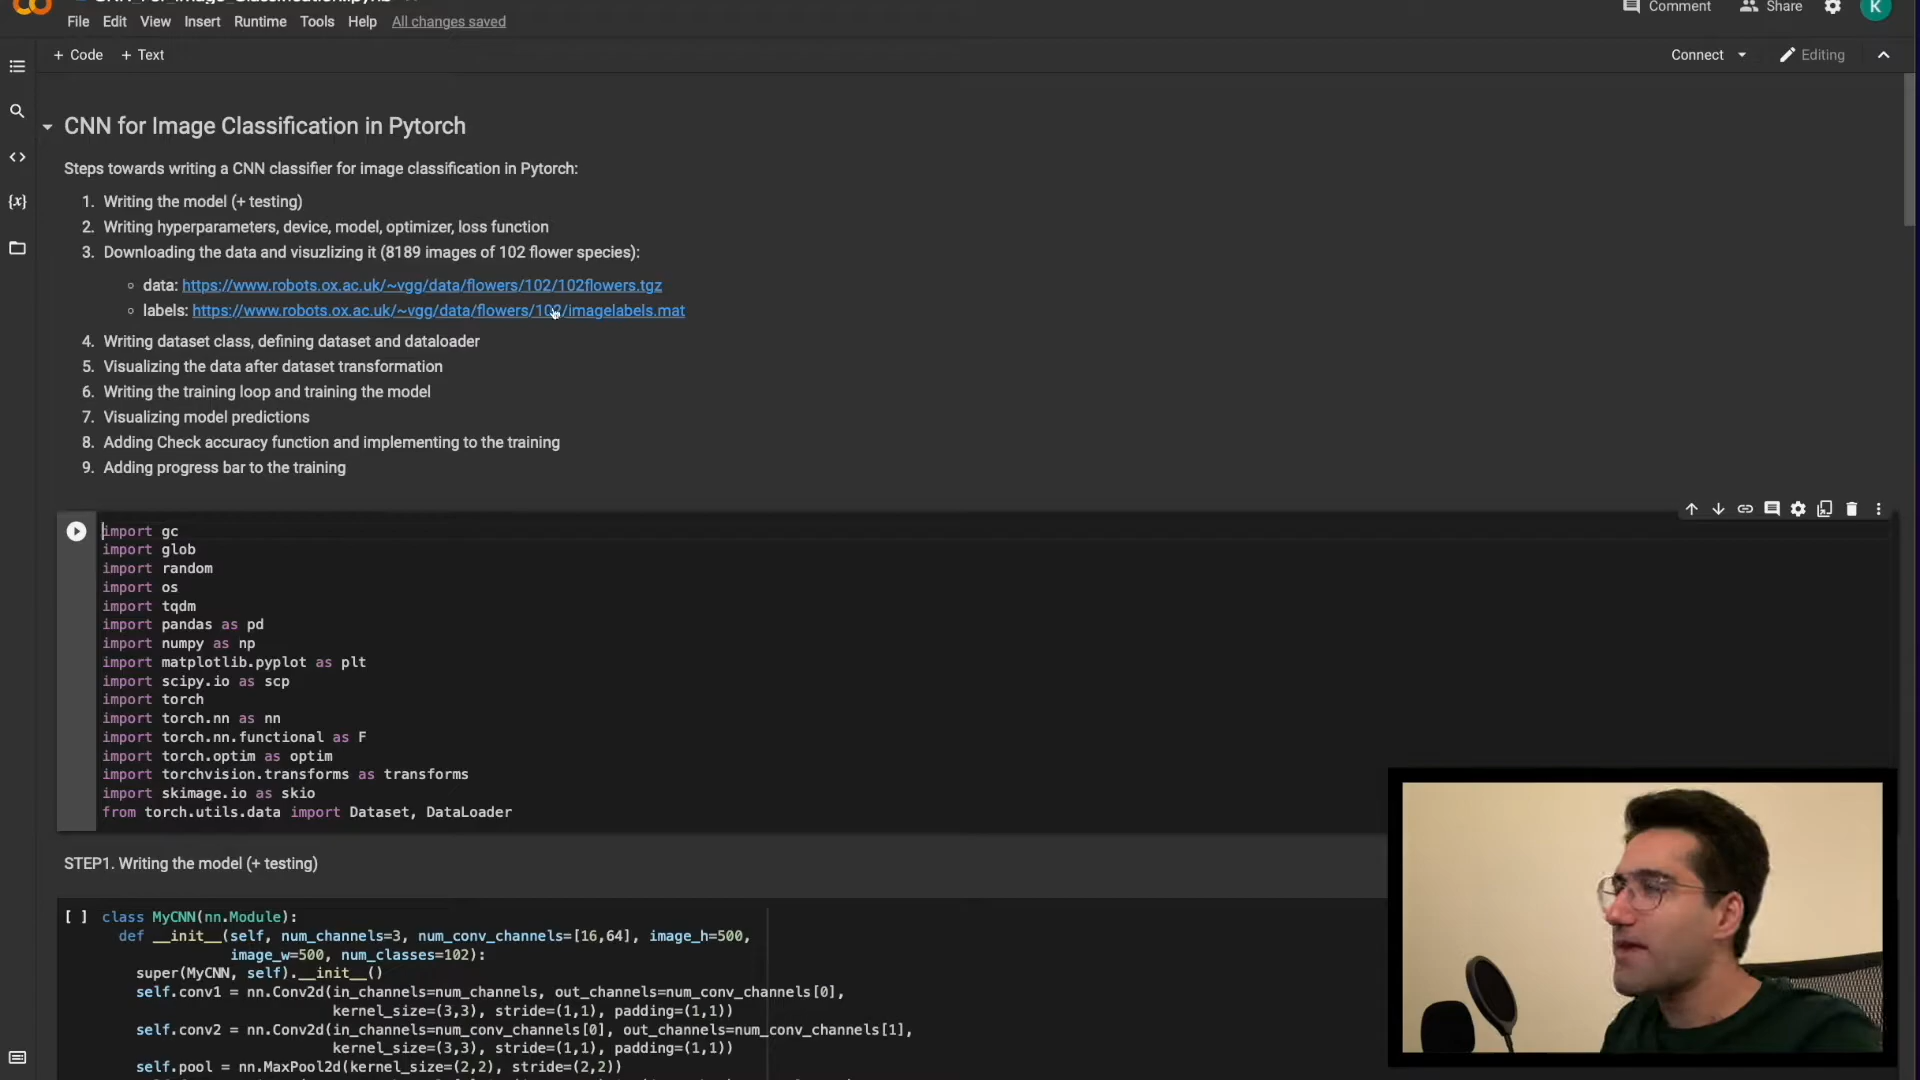 File Edit View Insert Runtime Tools Help All changes saved
Comment Share K
+ Code + Text
Connect Editing
CNN for Image Classification in Pytorch
Steps towards writing a CNN classifier for image classification in Pytorch:
1. Writing the model (+ testing)
2. Writing hyperparameters, device, model, optimizer, loss function
3. Downloading the data and visuzlizing it (8189 images of 102 flower species):
◦ data: https://www.robots.ox.ac.uk/~vgg/data/flowers/102/102flowers.tgz
◦ labels: https://www.robots.ox.ac.uk/~vgg/data/flowers/102/imagelabels.mat
4. Writing dataset class, defining dataset and dataloader
5. Visualizing the data after dataset transformation
6. Writing the training loop and training the model
7. Visualizing model predictions
8. Adding Check accuracy function and implementing to the training
9. Adding progress bar to the training
import gc
import glob
import random
import os
import tqdm
import pandas as pd
import numpy as np
import matplotlib.pyplot as plt
import scipy.io as scp
import torch
import torch.nn as nn
import torch.nn.functional as F
import torch.optim as optim
import torchvision.transforms as transforms
import skimage.io as skio
from torch.utils.data import Dataset, DataLoader
STEP1. Writing the model (+ testing)
[ ] class MyCNN(nn.Module):
def __init__(self, num_channels=3, num_conv_channels=[16,64], image_h=500,
image_w=500, num_classes=102):
super(MyCNN, self).__init__()
self.conv1 = nn.Conv2d(in_channels=num_channels, out_channels=num_conv_channels[0],
kernel_size=(3,3), stride=(1,1), padding=(1,1))
self.conv2 = nn.Conv2d(in_channels=num_conv_channels[0], out_channels=num_conv_channels[1],
kernel_size=(3,3), stride=(1,1), padding=(1,1))
self.pool = nn.MaxPool2d(kernel_size=(2,2), stride=(2,2))